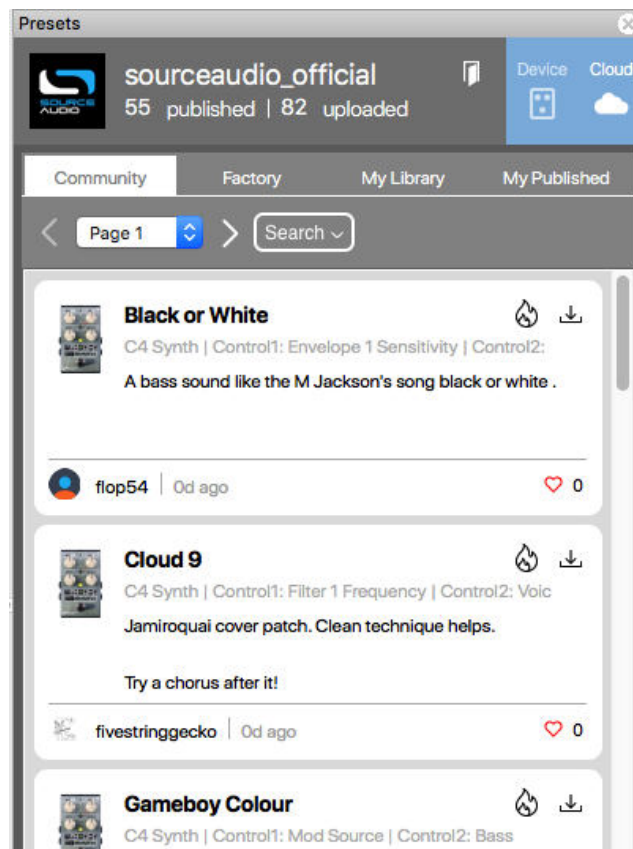 Presets
SOURCE
AUDIO
sourceaudio_official
55 published | 82 uploaded
Device Cloud
Community Factory My Library My Published
Page 1 Search
Black or White
C4 Synth | Control1: Envelope 1 Sensitivity | Control2:
A bass sound like the M Jackson's song black or white .
flop54 0d ago 0
Cloud 9
C4 Synth | Control1: Filter 1 Frequency | Control2: Voic
Jamiroquai cover patch. Clean technique helps.
Try a chorus after it!
fivestringgecko 0d ago 0
Gameboy Colour
C4 Synth | Control1: Mod Source | Control2: Bass